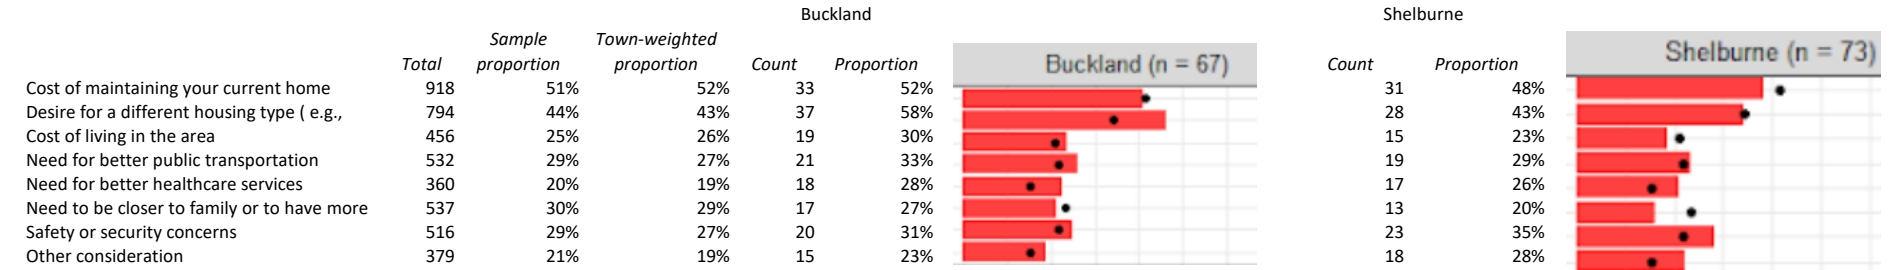 Buckland Shelburne
Sample Town-weighted
Total proportion proportion Count Proportion Buckland (n = 67) Count Proportion Shelburne (n = 73)
Cost of maintaining your current home 918 51% 52% 33 52% 31 48%
Desire for a different housing type ( e.g., 794 44% 43% 37 58% 28 43%
Cost of living in the area 456 25% 26% 19 30% 15 23%
Need for better public transportation 532 29% 27% 21 33% 19 29%
Need for better healthcare services 360 20% 19% 18 28% 17 26%
Need to be closer to family or to have more 537 30% 29% 17 27% 13 20%
Safety or security concerns 516 29% 27% 20 31% 23 35%
Other consideration 379 21% 19% 15 23% 18 28%